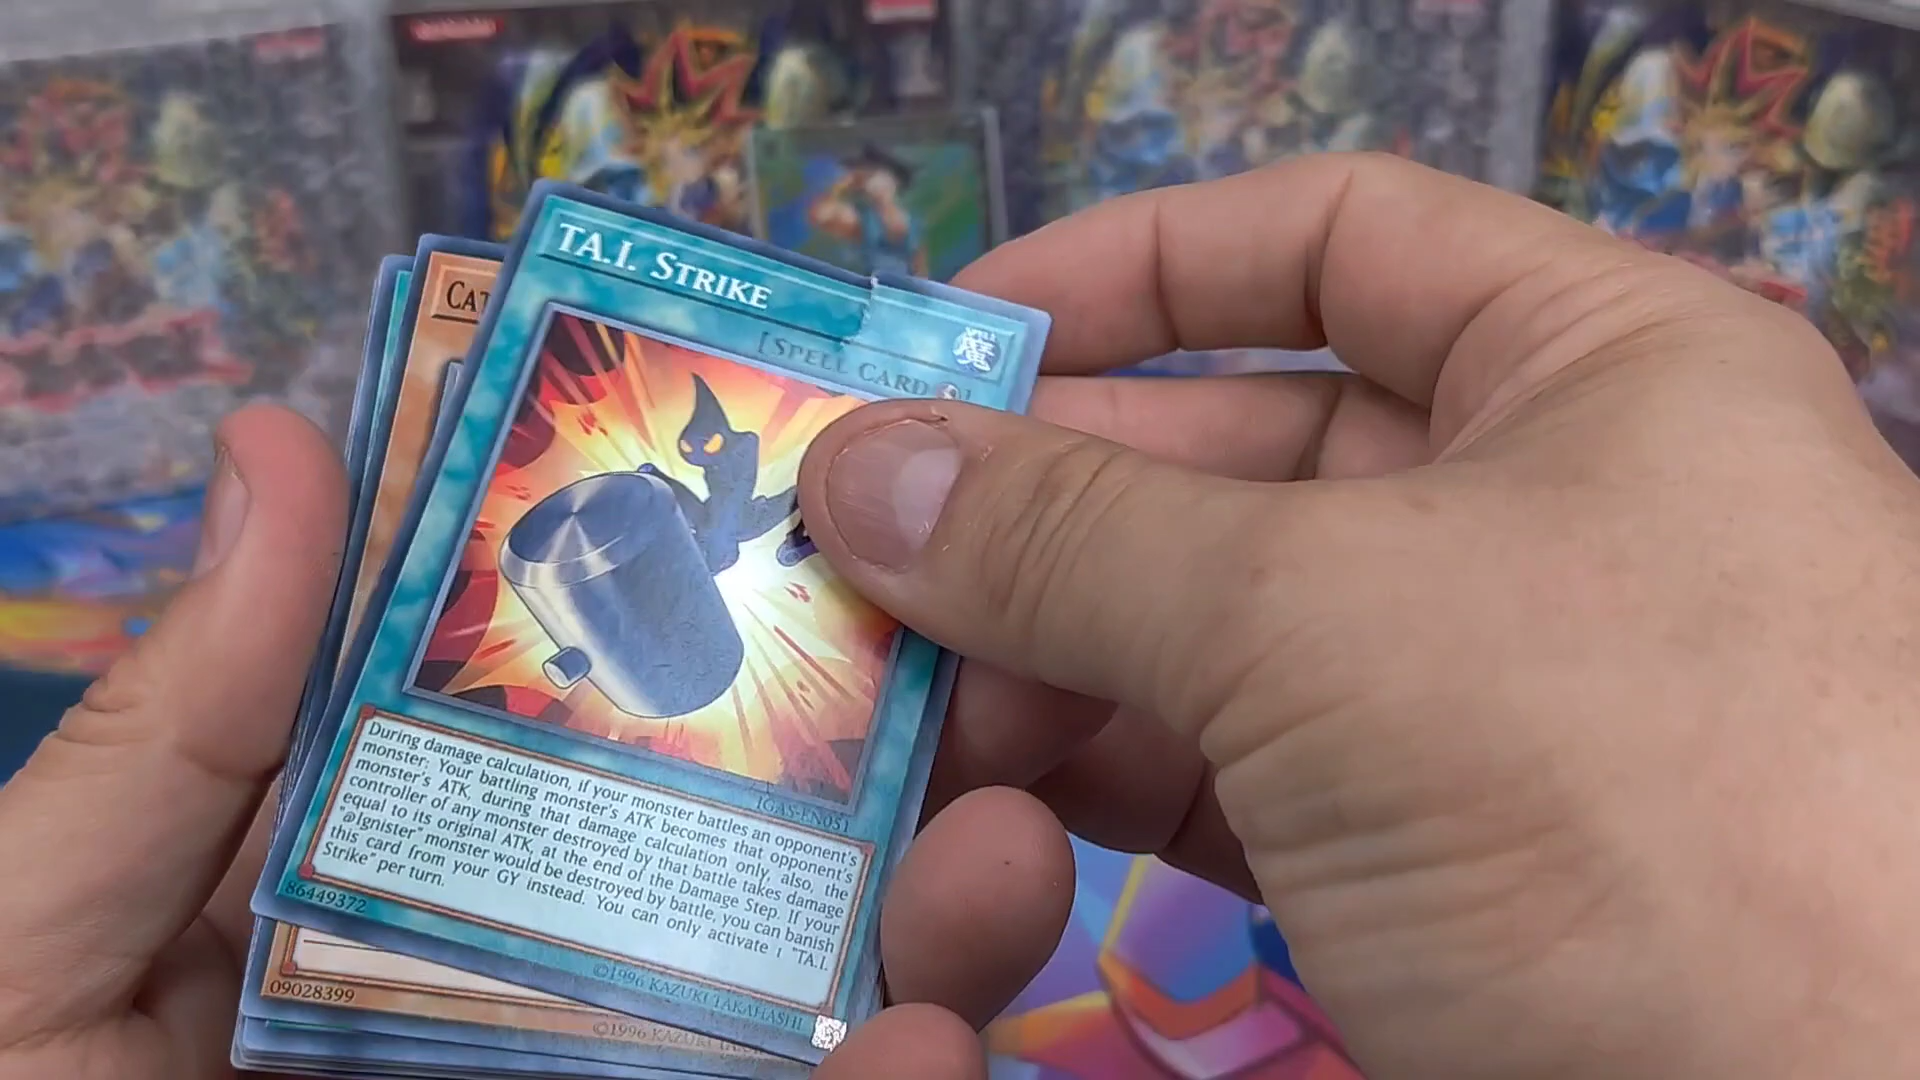 TA.I. STRIKE
SPELL
魔
[SPELL CARD ]
CAT
IGAS-EN051
During damage calculation, if your monster battles an opponent's
monster: Your battling monster's ATK becomes that opponent's
monster's ATK, during that damage calculation only, also, the
controller of any monster destroyed by that battle takes damage
equal to its original ATK, at the end of the Damage Step. If your
"@Ignister" monster would be destroyed by battle, you can banish
this card from your GY instead. You can only activate 1 "TA.I.
Strike" per turn.
86449372
©1996 KAZUKI TAKAHASHI
09028399
©1996 KAZUKI TAK